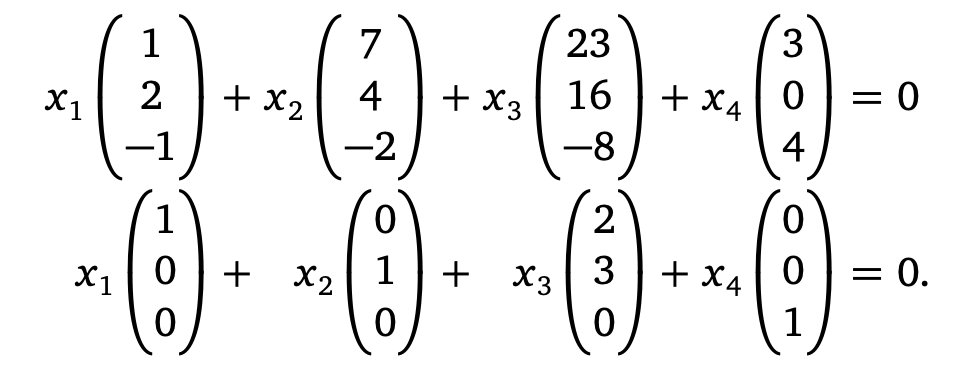 x₁ (1 2 −1) + x₂ (7 4 −2) + x₃ (23 16 −8) + x₄ (3 0 4) = 0
x₁ (1 0 0) + x₂ (0 1 0) + x₃ (2 3 0) + x₄ (0 0 1) = 0.